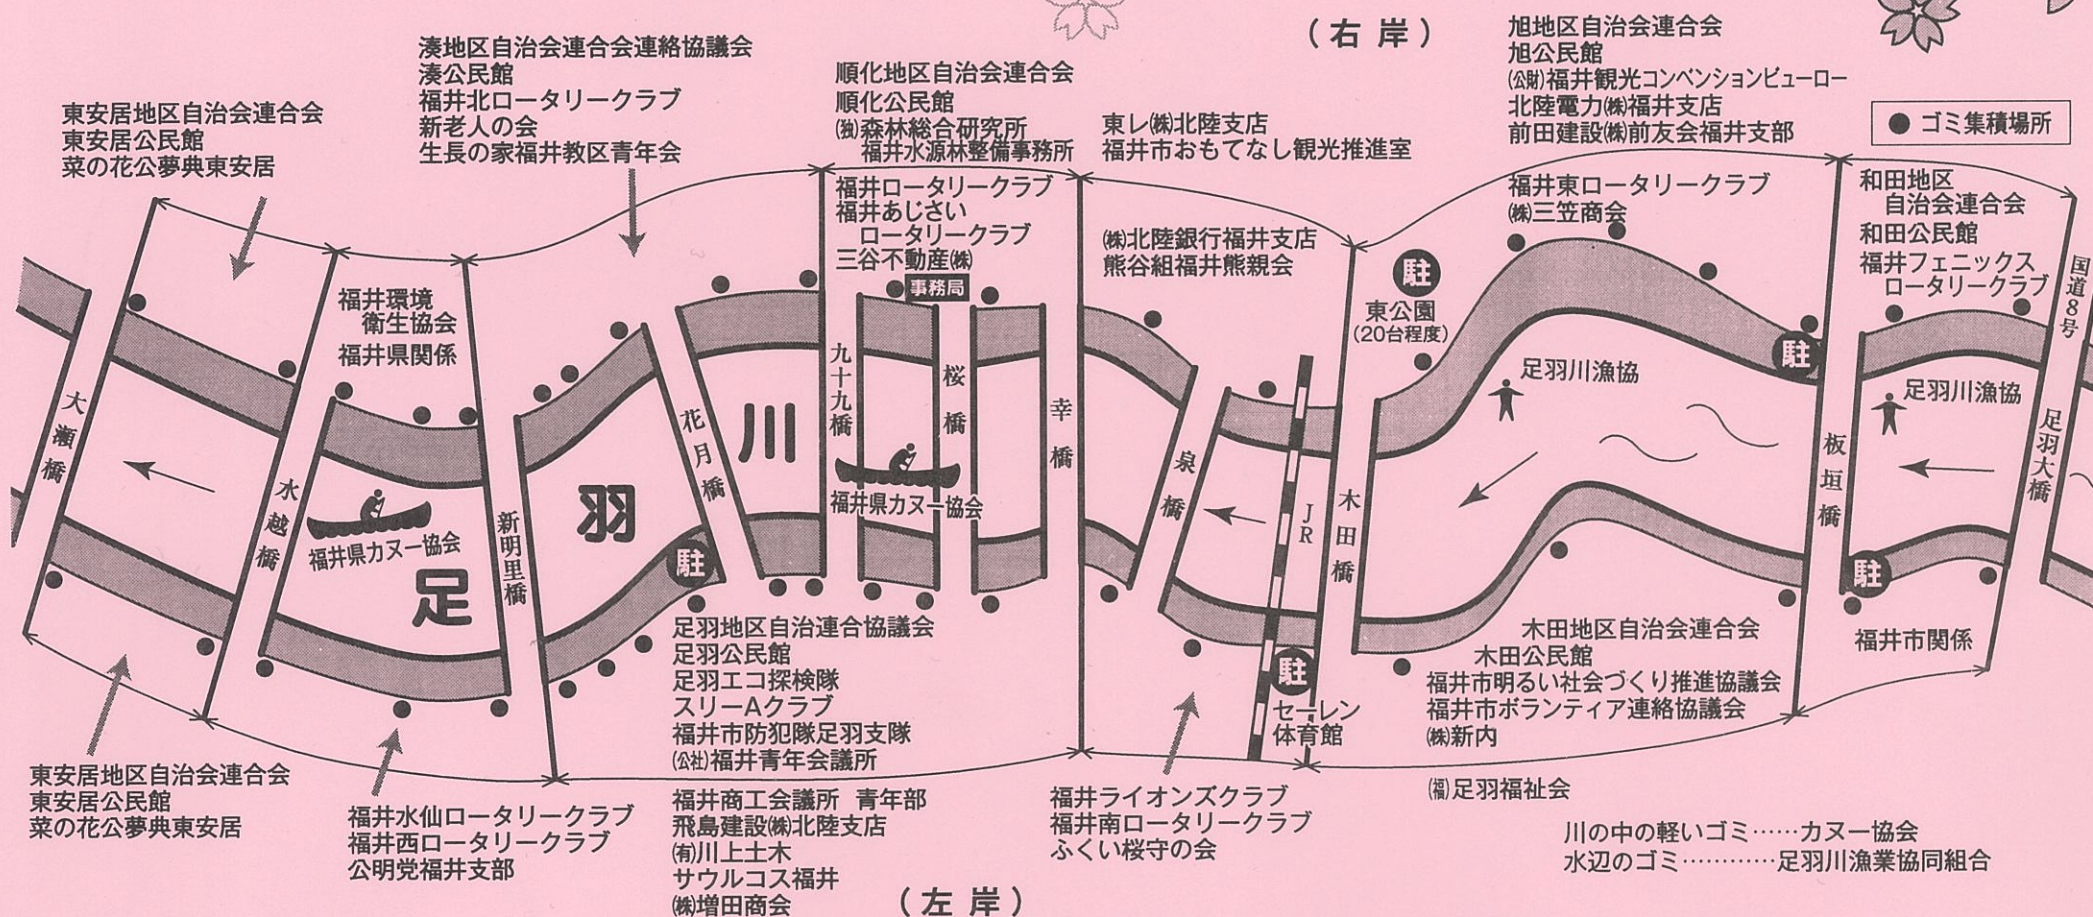 (右岸)
旭地区自治会連合会
旭公民館
㈶福井観光コンベンションビューロー
北陸電力㈱福井支店
前田建設㈱前友会福井支部
● ゴミ集積場所
湊地区自治会連合会連絡協議会
湊公民館
福井北ロータリークラブ
新老人の会
生長の家福井教区青年会
順化地区自治会連合会
順化公民館
(独)森林総合研究所
福井水源林整備事務所
東レ㈱北陸支店
福井市おもてなし観光推進室
東安居地区自治会連合会
東安居公民館
菜の花公夢典東安居
福井ロータリークラブ
福井あじさい
ロータリークラブ
三谷不動産㈱
事務局
㈱北陸銀行福井支店
熊谷組福井熊親会
福井東ロータリークラブ
㈱三笠商会
和田地区
自治会連合会
和田公民館
福井フェニックス
ロータリークラブ
国道8号
福井環境
衛生協会
福井県関係
駐
東公園
(20台程度)
駐
足羽川漁協
足羽川漁協
大瀬橋
水越橋
新明里橋
花月橋
九十九橋
桜橋
幸橋
泉橋
JR
木田橋
板垣橋
足羽大橋
足
羽
川
福井県カヌー協会
福井県カヌー協会
駐
駐
駐
セーレン
体育館
足羽地区自治連合協議会
足羽公民館
足羽エコ探検隊
スリーAクラブ
福井市防犯隊足羽支隊
(公社)福井青年会議所
木田地区自治会連合会
木田公民館
福井市明るい社会づくり推進協議会
福井市ボランティア連絡協議会
㈱新内
福井市関係
東安居地区自治会連合会
東安居公民館
菜の花公夢典東安居
福井水仙ロータリークラブ
福井西ロータリークラブ
公明党福井支部
福井商工会議所 青年部
飛島建設㈱北陸支店
㈲川上土木
サウルコス福井
㈱増田商会
福井ライオンズクラブ
福井南ロータリークラブ
ふくい桜守の会
(福)足羽福祉会
川の中の軽いゴミ……カヌー協会
水辺のゴミ…………足羽川漁業協同組合
(左岸)